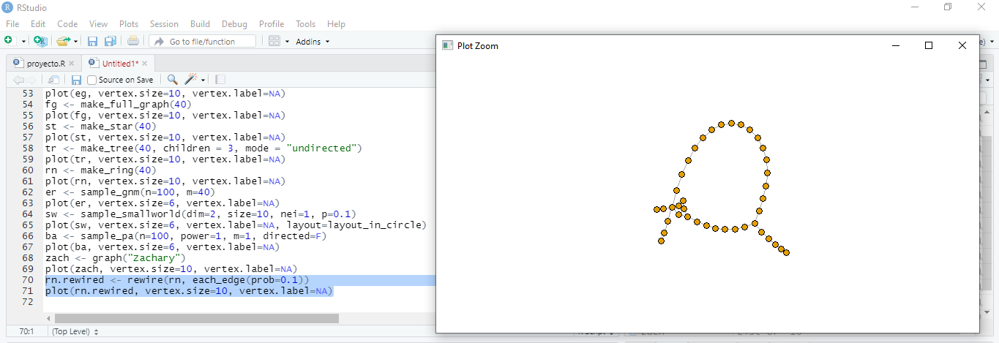 RStudio
File Edit Code View Plots Session Build Debug Profile Tools Help
Go to file/function Addins
Plot Zoom
proyecto.R Untitled1*
Source on Save
53 plot(eg, vertex.size=10, vertex.label=NA)
54 fg <- make_full_graph(40)
55 plot(fg, vertex.size=10, vertex.label=NA)
56 st <- make_star(40)
57 plot(st, vertex.size=10, vertex.label=NA)
58 tr <- make_tree(40, children = 3, mode = "undirected")
59 plot(tr, vertex.size=10, vertex.label=NA)
60 rn <- make_ring(40)
61 plot(rn, vertex.size=10, vertex.label=NA)
62 er <- sample_gnm(n=100, m=40)
63 plot(er, vertex.size=6, vertex.label=NA)
64 sw <- sample_smallworld(dim=2, size=10, nei=1, p=0.1)
65 plot(sw, vertex.size=6, vertex.label=NA, layout=layout_in_circle)
66 ba <- sample_pa(n=100, power=1, m=1, directed=F)
67 plot(ba, vertex.size=6, vertex.label=NA)
68 zach <- graph("Zachary")
69 plot(zach, vertex.size=10, vertex.label=NA)
70 rn.rewired <- rewire(rn, each_edge(prob=0.1))
71 plot(rn.rewired, vertex.size=10, vertex.label=NA)
72
70:1 (Top Level)